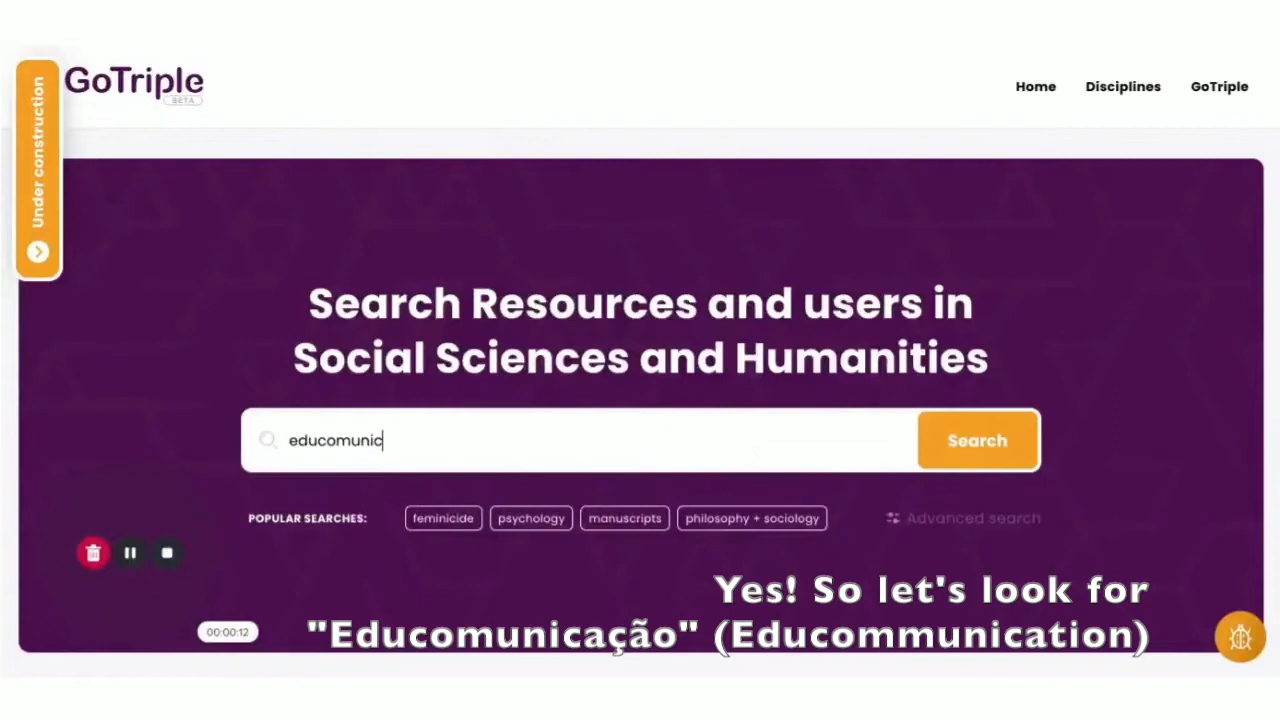 GoTriple
BETA
Home
Disciplines
GoTriple
Under construction
Search Resources and users in
Social Sciences and Humanities
educomunic
Search
POPULAR SEARCHES:
feminicide
psychology
manuscripts
philosophy + sociology
Advanced search
00:00:12
Yes! So let's look for
"Educomunicação" (Educommunication)